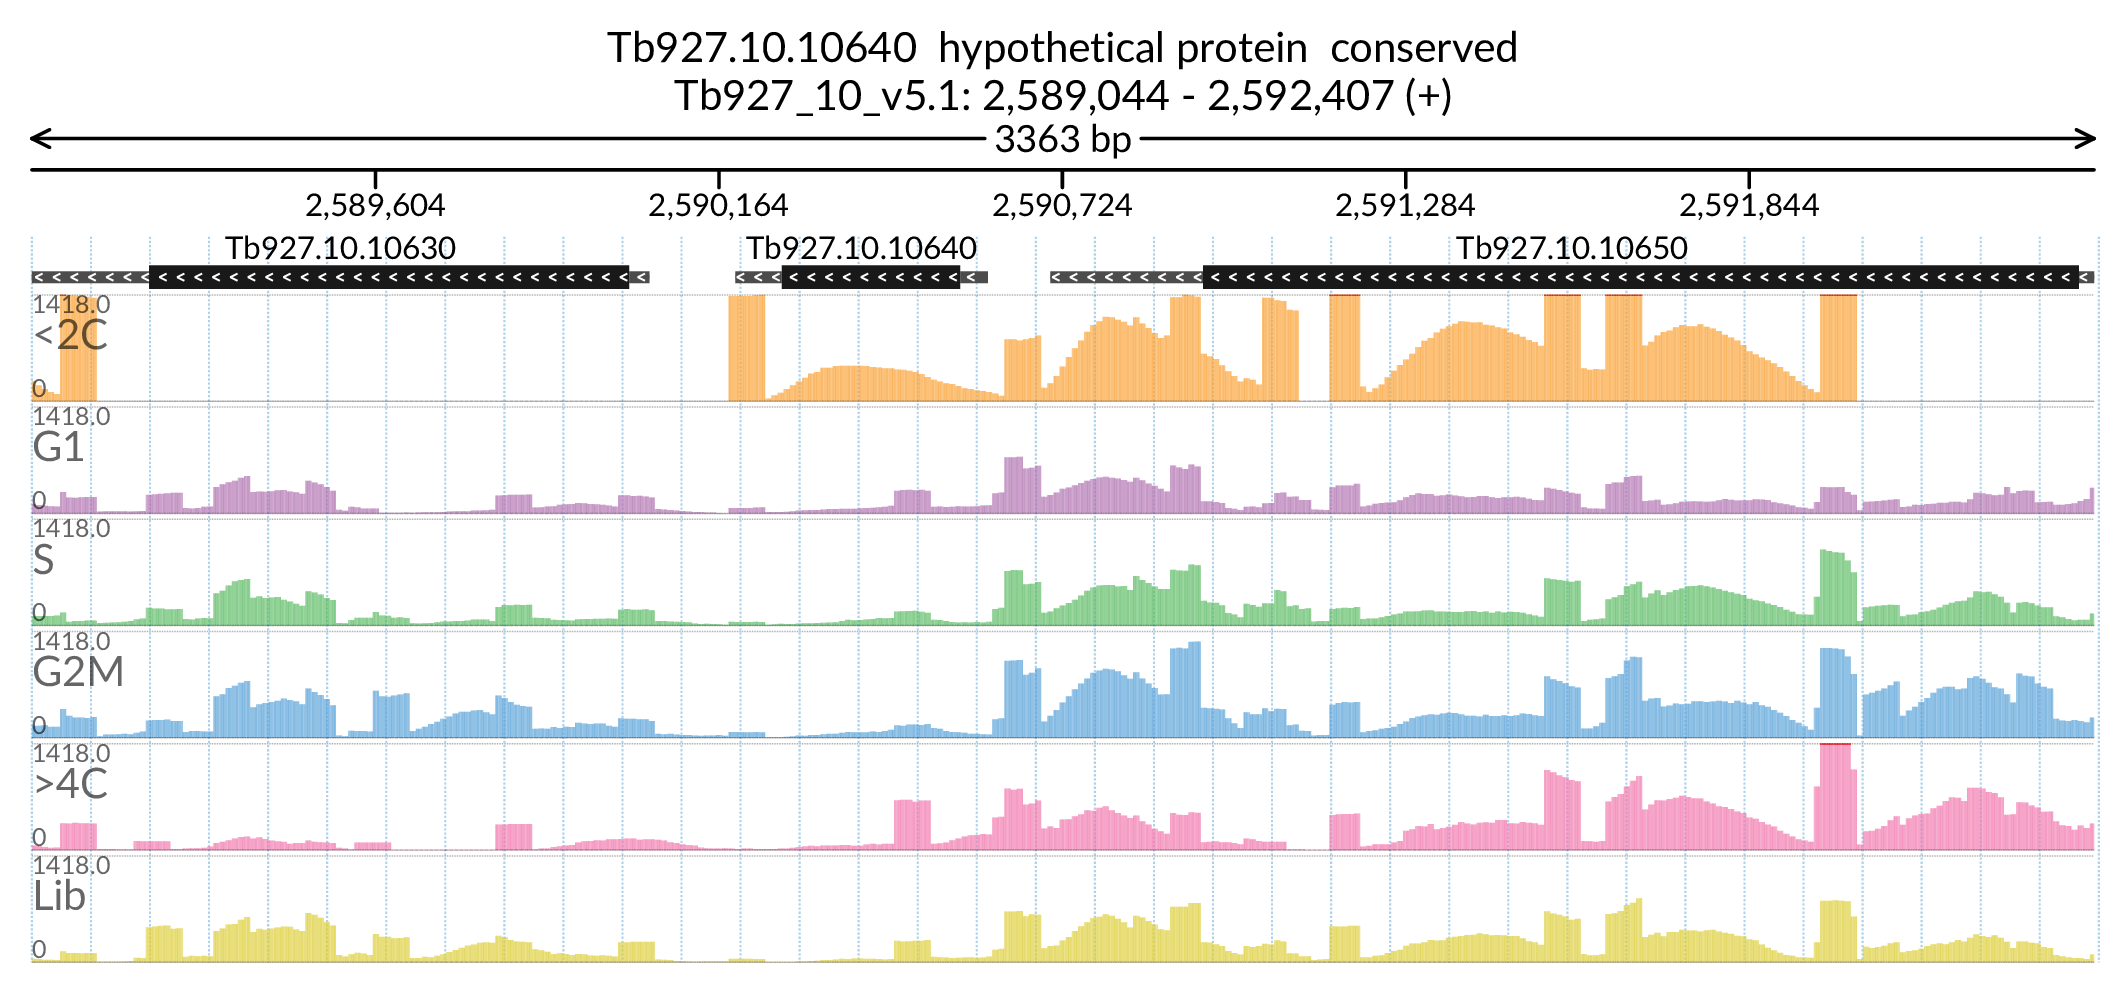 Tb927.10.10640  hypothetical protein  conserved
Tb927_10_v5.1: 2,589,044 - 2,592,407 (+)
3363 bp
2,589,604 2,590,164 2,590,724 2,591,284 2,591,844
Tb927.10.10630 Tb927.10.10640 Tb927.10.10650
1418.0
<2C
0
1418.0
G1
0
1418.0
S
0
1418.0
G2M
0
1418.0
>4C
0
1418.0
Lib
0